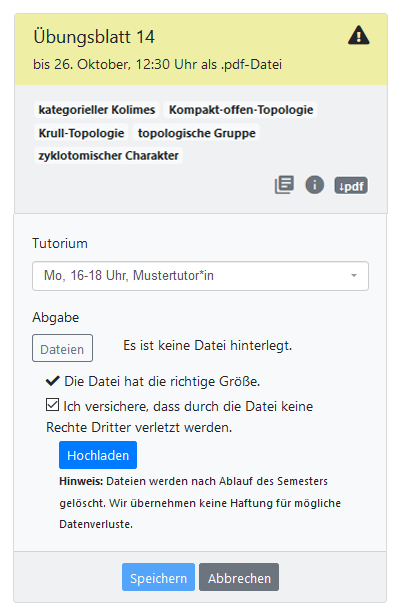 Übungsblatt 14
bis 26. Oktober, 12:30 Uhr als .pdf-Datei
kategorieller Kolimes Kompakt-offen-Topologie
Krull-Topologie topologische Gruppe
zyklotomischer Charakter
↓pdf
Tutorium
Mo, 16-18 Uhr, Mustertutor*in
Abgabe
Dateien Es ist keine Datei hinterlegt.
Die Datei hat die richtige Größe.
Ich versichere, dass durch die Datei keine
Rechte Dritter verletzt werden.
Hochladen
Hinweis: Dateien werden nach Ablauf des Semesters
gelöscht. Wir übernehmen keine Haftung für mögliche
Datenverluste.
Speichern Abbrechen